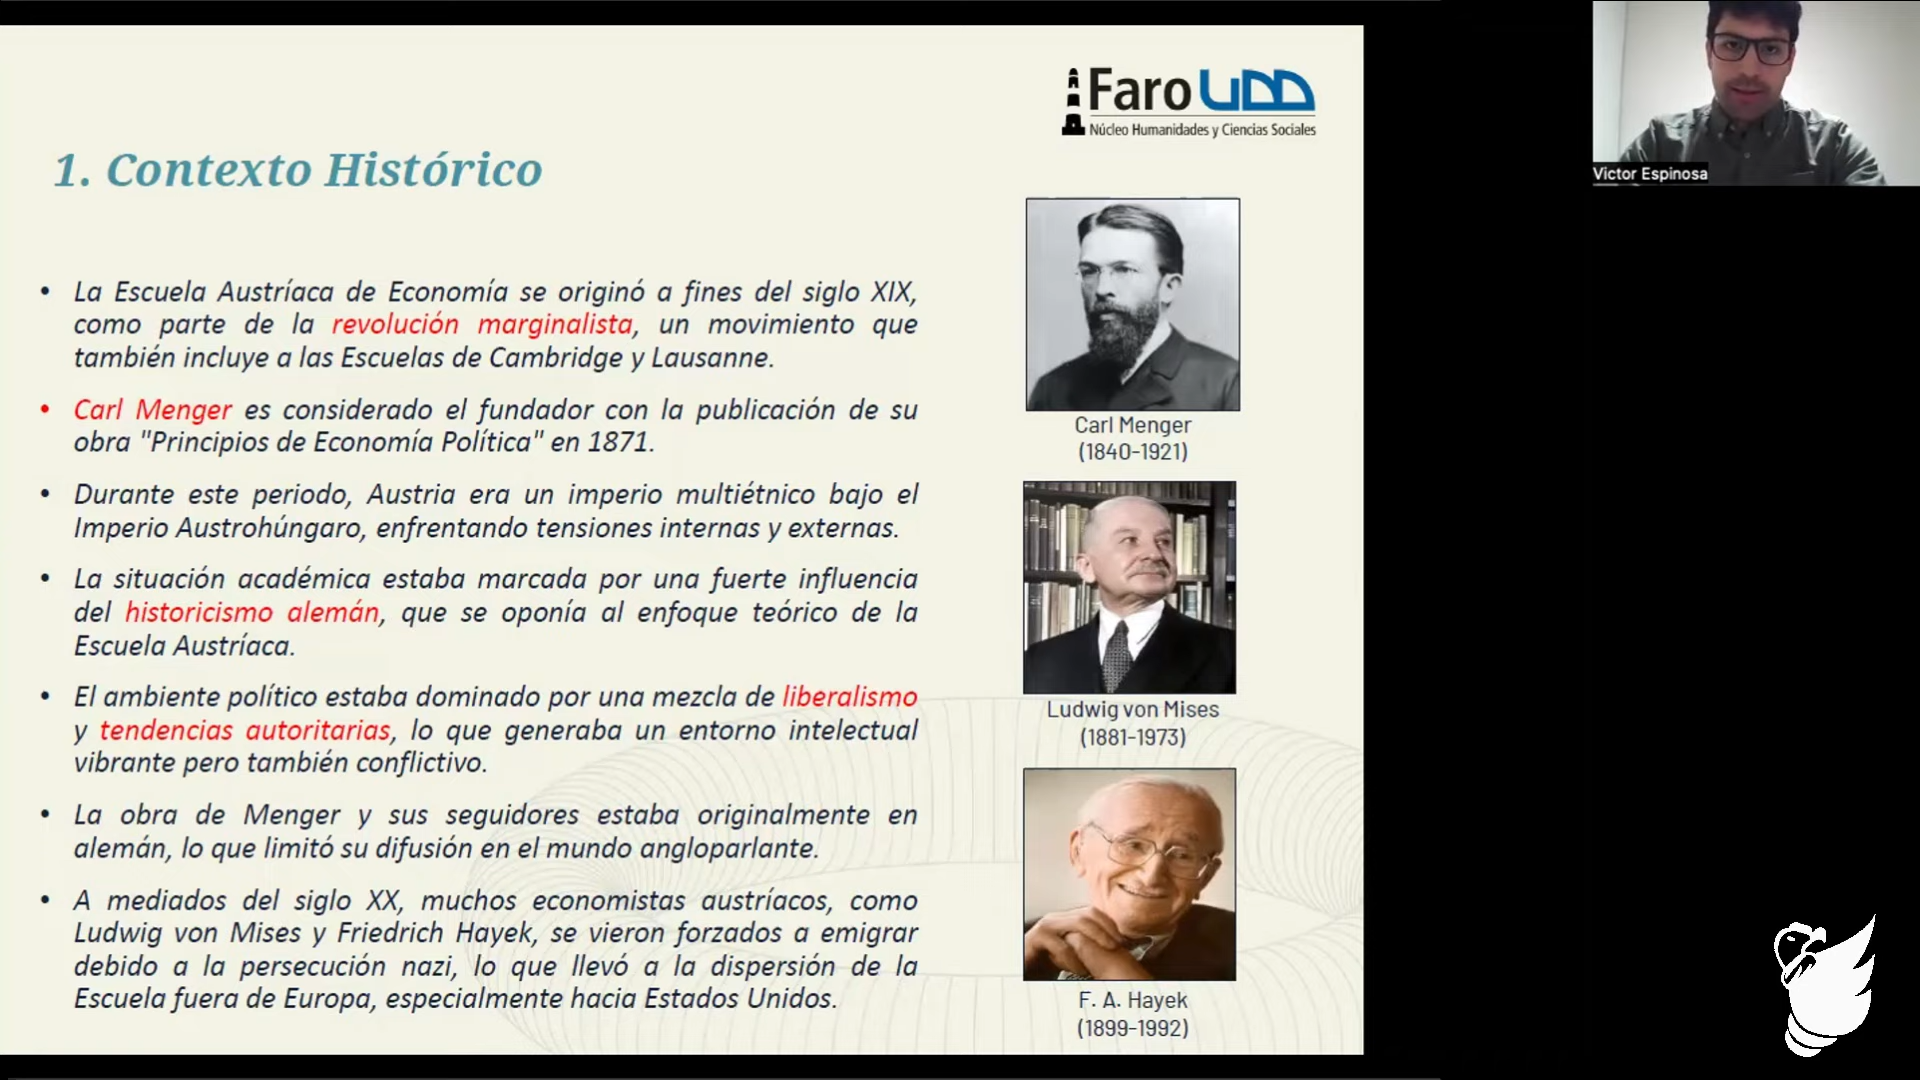 Faro UDD
Núcleo Humanidades y Ciencias Sociales
Victor Espinosa
1. Contexto Histórico
• La Escuela Austríaca de Economía se originó a fines del siglo XIX,
como parte de la revolución marginalista, un movimiento que
también incluye a las Escuelas de Cambridge y Lausanne.
• Carl Menger es considerado el fundador con la publicación de su
obra "Principios de Economía Política" en 1871.
• Durante este periodo, Austria era un imperio multiétnico bajo el
Imperio Austrohúngaro, enfrentando tensiones internas y externas.
• La situación académica estaba marcada por una fuerte influencia
del historicismo alemán, que se oponía al enfoque teórico de la
Escuela Austríaca.
• El ambiente político estaba dominado por una mezcla de liberalismo
y tendencias autoritarias, lo que generaba un entorno intelectual
vibrante pero también conflictivo.
• La obra de Menger y sus seguidores estaba originalmente en
alemán, lo que limitó su difusión en el mundo angloparlante.
• A mediados del siglo XX, muchos economistas austríacos, como
Ludwig von Mises y Friedrich Hayek, se vieron forzados a emigrar
debido a la persecución nazi, lo que llevó a la dispersión de la
Escuela fuera de Europa, especialmente hacia Estados Unidos.
Carl Menger
(1840-1921)
Ludwig von Mises
(1881-1973)
F. A. Hayek
(1899-1992)